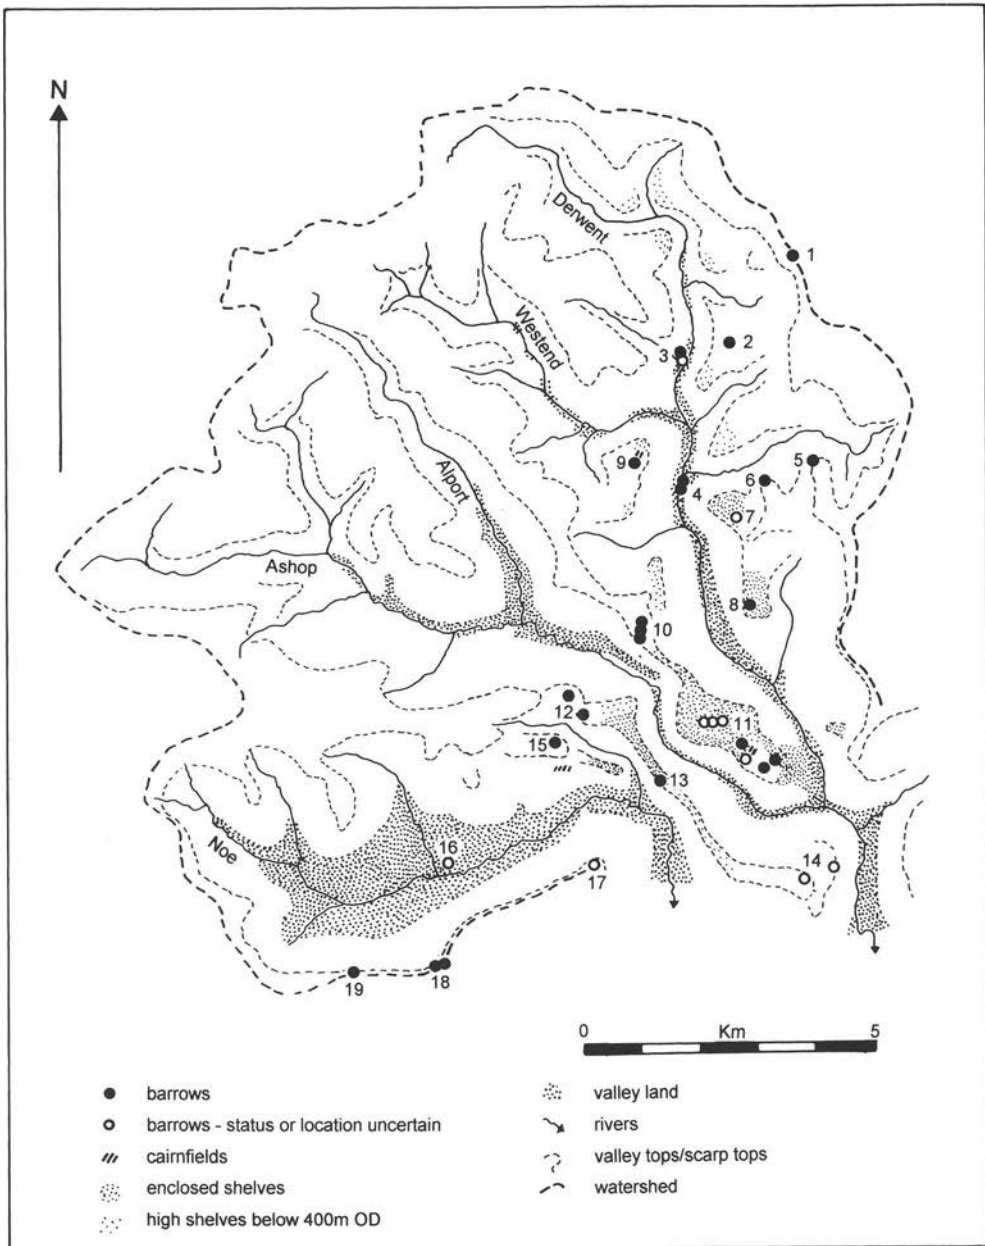 N
Derwent
1
Westend
3
2
Alport
9
5
6
4
7
Ashop
8
10
12
11
15
13
Noe
16
14
17
19
18
0 Km 5
barrows
barrows - status or location uncertain
cairnfields
enclosed shelves
high shelves below 400m OD
valley land
rivers
valley tops/scarp tops
watershed